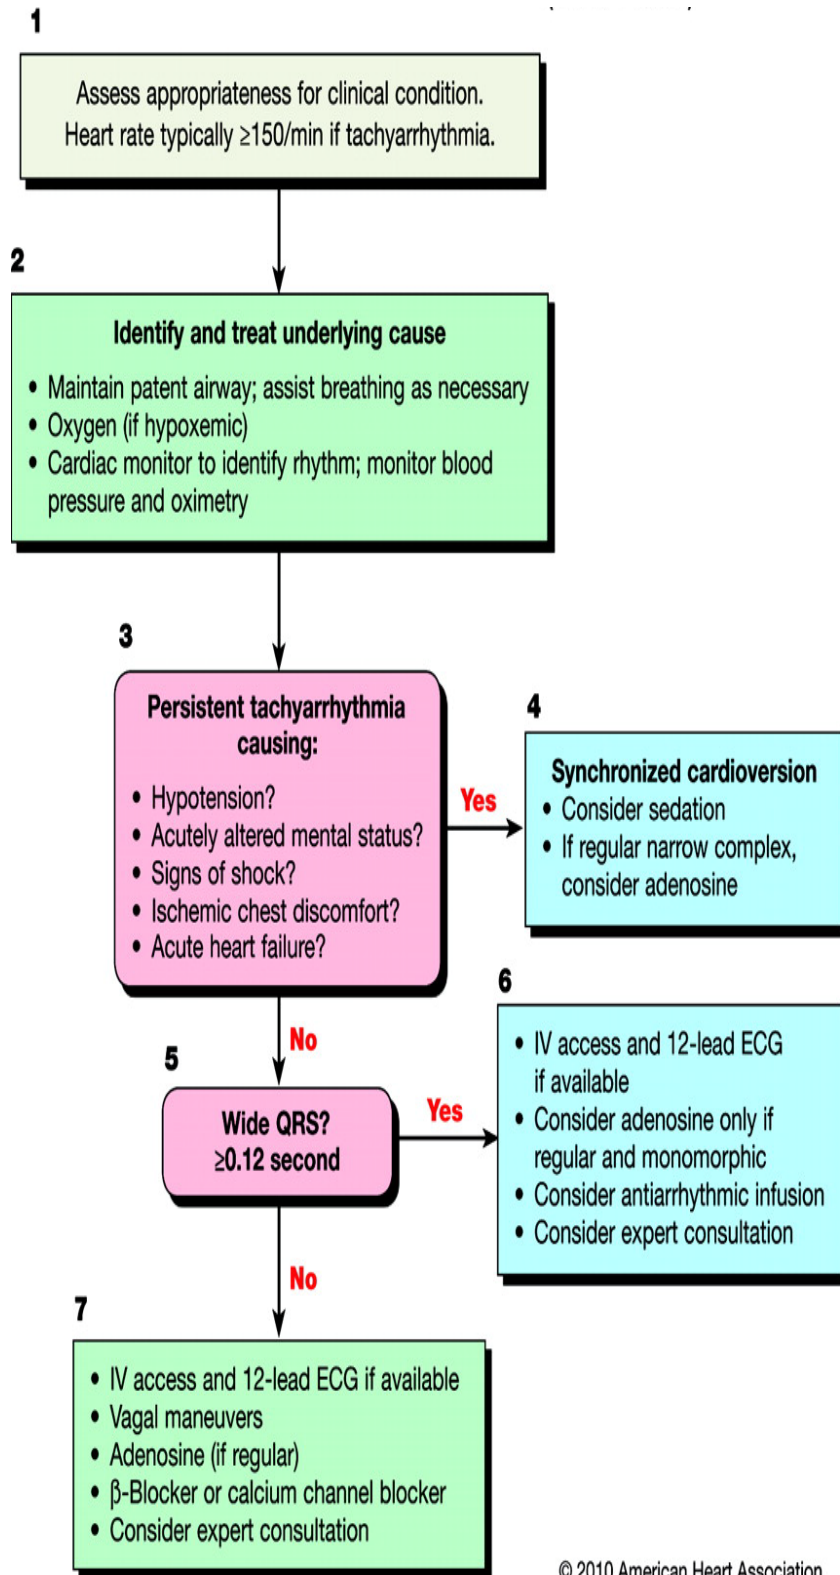 1
Assess appropriateness for clinical condition.
Heart rate typically ≥150/min if tachyarrhythmia.
2
Identify and treat underlying cause
• Maintain patent airway; assist breathing as necessary
• Oxygen (if hypoxemic)
• Cardiac monitor to identify rhythm; monitor blood
pressure and oximetry
3
Persistent tachyarrhythmia
causing:
• Hypotension?
• Acutely altered mental status?
• Signs of shock?
• Ischemic chest discomfort?
• Acute heart failure?
Yes
4
Synchronized cardioversion
• Consider sedation
• If regular narrow complex,
consider adenosine
No
5
Wide QRS?
≥0.12 second
Yes
6
• IV access and 12-lead ECG
if available
• Consider adenosine only if
regular and monomorphic
• Consider antiarrhythmic infusion
• Consider expert consultation
No
7
• IV access and 12-lead ECG if available
• Vagal maneuvers
• Adenosine (if regular)
• β-Blocker or calcium channel blocker
• Consider expert consultation
© 2010 American Heart Association